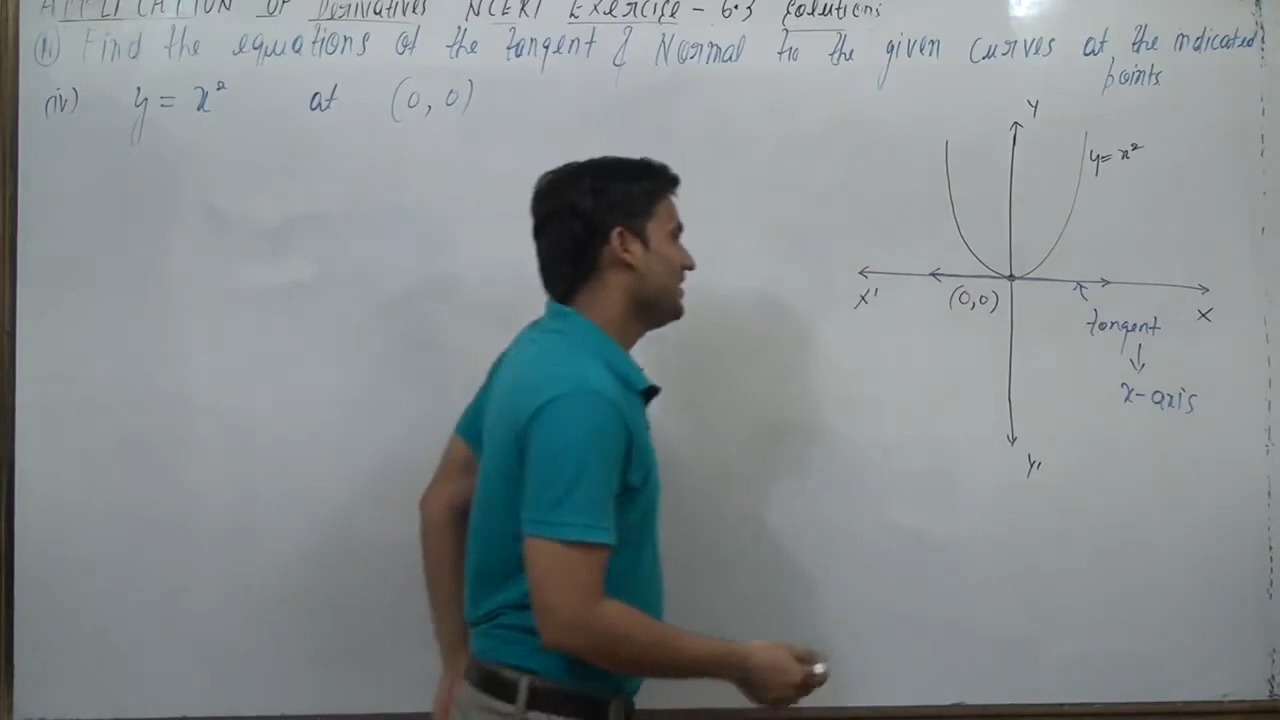 APPLICATION OF Derivatives NCERT Exercise - 6.3 Solutions
Find the equations of the tangent & Normal to the given curves at the indicated
points
(iv) y = x² at (0, 0)
Y
y = x²
X'
(0,0)
X
tangent
x-axis
Y'